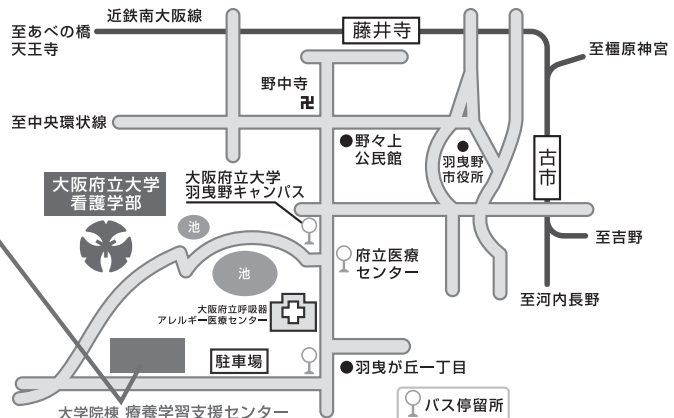 近鉄南大阪線
至あべの橋
天王寺
藤井寺
至橿原神宮
野中寺
卍
至中央環状線
野々上
公民館
羽曳野
市役所
古市
大阪府立大学
看護学部
大阪府立大学
羽曳野キャンパス
池
府立医療
センター
至吉野
池
至河内長野
大阪府立呼吸器
アレルギー医療センター
駐車場
羽曳が丘一丁目
大学院棟 療養学習支援センター
バス停留所